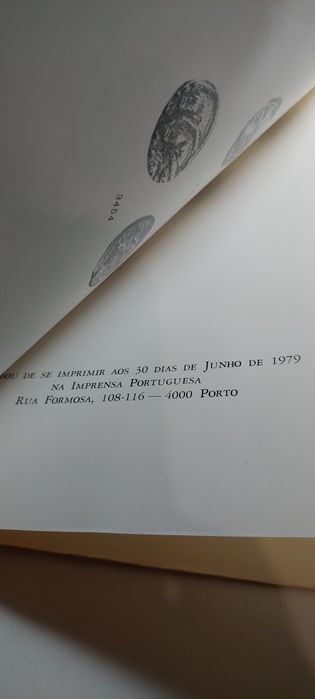 3454
DE SE IMPRIMIR AOS 30 DIAS DE JUNHO DE 1979
NA IMPRENSA PORTUGUESA
RUA FORMOSA, 108-116 — 4000 PORTO